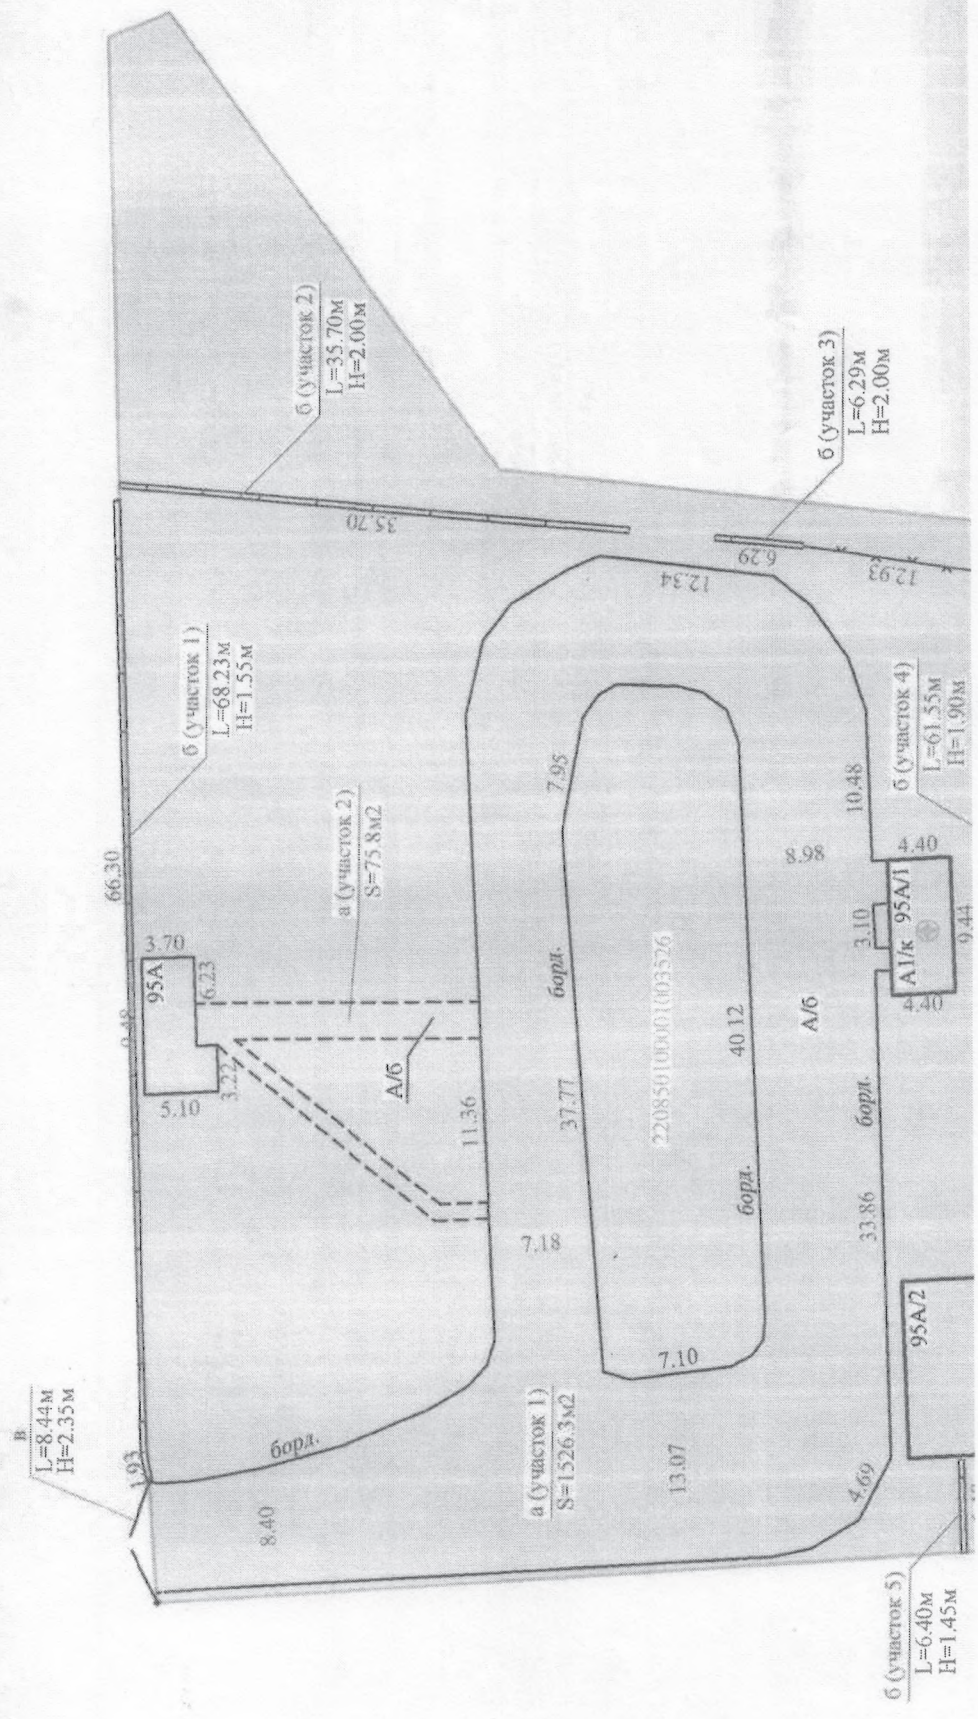 в
L=8.44м
H=2.35м
1.93
66.30
б (участок 1)
L=68.23м
H=1.55м
б (участок 2)
L=35.70м
H=2.00м
35.70
95А
3.70
6.23
5.10
3.22
а (участок 2)
S=75.8м2
А/б
11.36
борд.
8.40
7.18
37.77
борд.
7.95
12.34
6.29
12.93
б (участок 3)
L=6.29м
H=2.00м
а (участок 1)
S=1526.3м2
13.07
7.10
2208501000100003526
40.12
борд.
А/б
8.98
10.48
4.69
33.86
борд.
3.10
А1/к 95А/1
4.40
4.40
9.44
б (участок 4)
L=61.55м
H=1.90м
95А/2
б (участок 5)
L=6.40м
H=1.45м